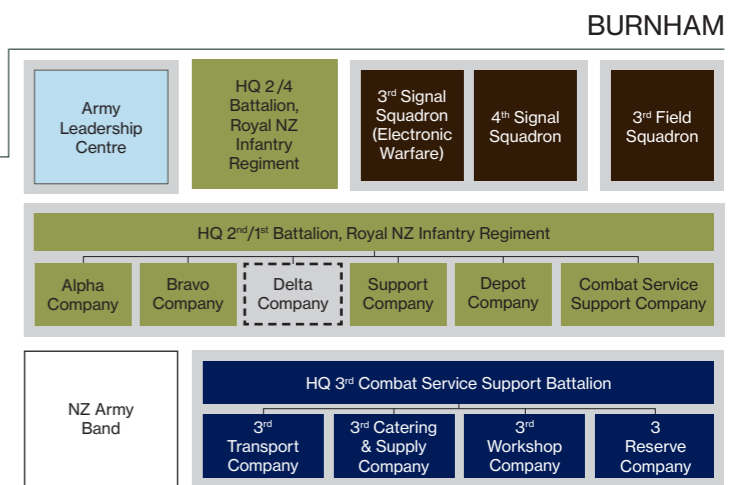 BURNHAM
Army
Leadership
Centre
HQ 2/4
Battalion,
Royal NZ
Infantry
Regiment
3rd Signal
Squadron
(Electronic
Warfare)
4th Signal
Squadron
3rd Field
Squadron
HQ 2nd/1st Battalion, Royal NZ Infantry Regiment
Alpha
Company
Bravo
Company
Delta
Company
Support
Company
Depot
Company
Combat Service
Support Company
NZ Army
Band
HQ 3rd Combat Service Support Battalion
3rd
Transport
Company
3rd Catering
& Supply
Company
3rd
Workshop
Company
3
Reserve
Company